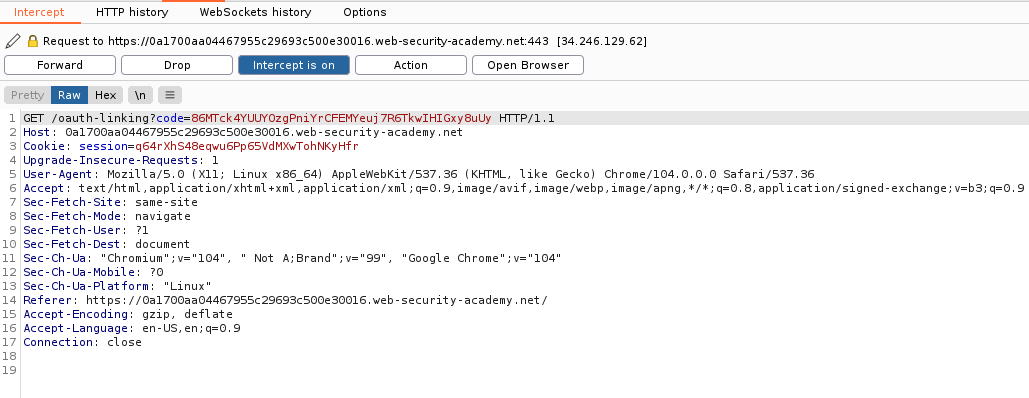 Intercept HTTP history WebSockets history Options
Request to https://0a1700aa04467955c29693c500e30016.web-security-academy.net:443 [34.246.129.62]
Forward Drop Intercept is on Action Open Browser
Pretty Raw Hex \n
1 GET /oauth-linking?code=86MTck4YUUYOzgPniYrCFEMYeuj7R6TkwIHIGxy8uUy HTTP/1.1
2 Host: 0a1700aa04467955c29693c500e30016.web-security-academy.net
3 Cookie: session=q64rXhS48eqwu6Pp65VdMXwTohNKyHfr
4 Upgrade-Insecure-Requests: 1
5 User-Agent: Mozilla/5.0 (X11; Linux x86_64) AppleWebKit/537.36 (KHTML, like Gecko) Chrome/104.0.0.0 Safari/537.36
6 Accept: text/html,application/xhtml+xml,application/xml;q=0.9,image/avif,image/webp,image/apng,*/*;q=0.8,application/signed-exchange;v=b3;q=0.9
7 Sec-Fetch-Site: same-site
8 Sec-Fetch-Mode: navigate
9 Sec-Fetch-User: ?1
10 Sec-Fetch-Dest: document
11 Sec-Ch-Ua: "Chromium";v="104", " Not A;Brand";v="99", "Google Chrome";v="104"
12 Sec-Ch-Ua-Mobile: ?0
13 Sec-Ch-Ua-Platform: "Linux"
14 Referer: https://0a1700aa04467955c29693c500e30016.web-security-academy.net/
15 Accept-Encoding: gzip, deflate
16 Accept-Language: en-US,en;q=0.9
17 Connection: close
18
19